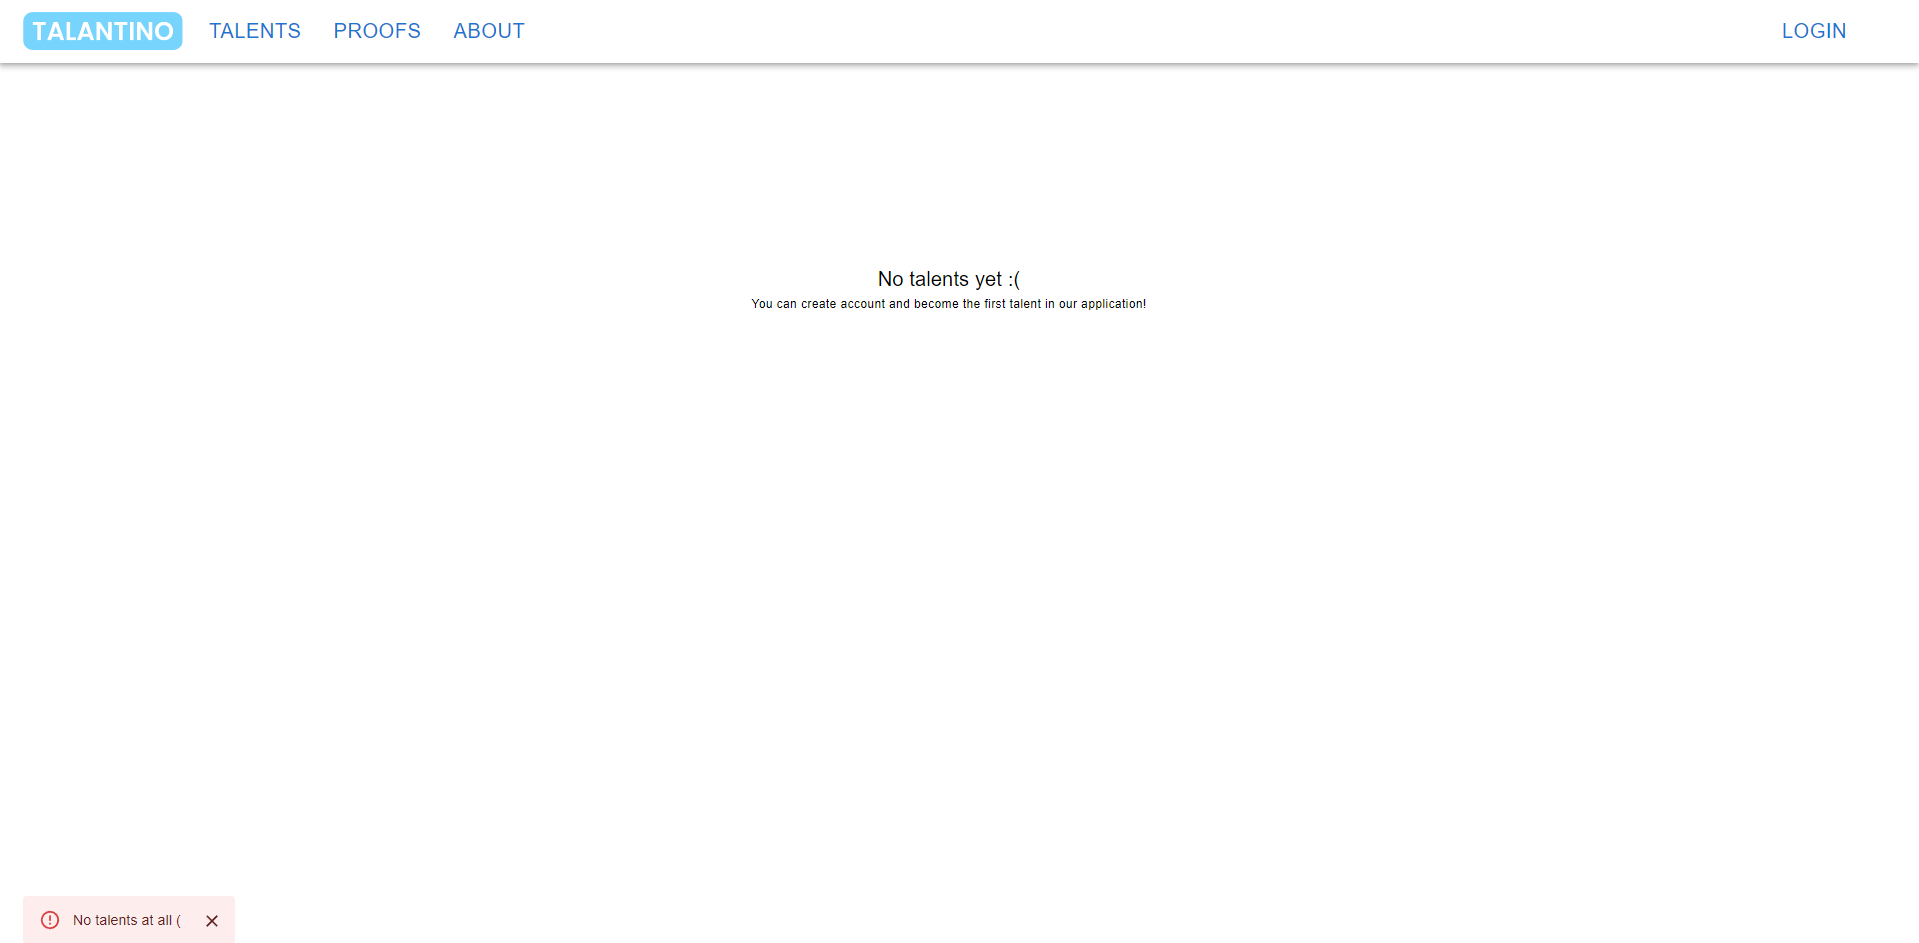 TALANTINO TALENTS PROOFS ABOUT LOGIN
No talents yet :(
You can create account and become the first talent in our application!
No talents at all (